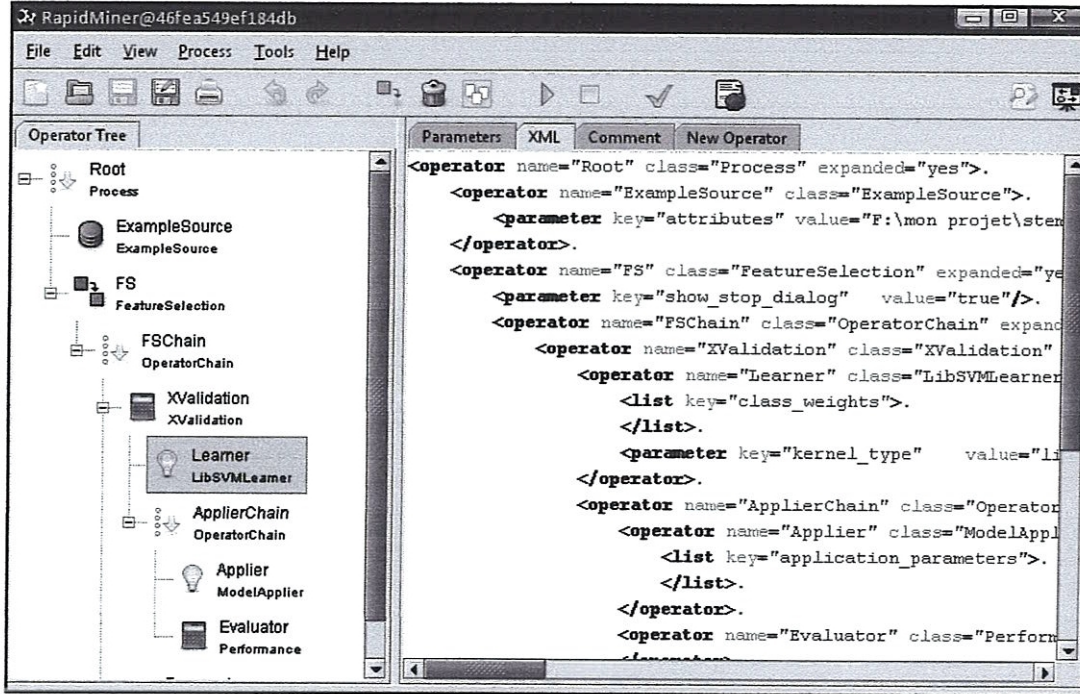 RapidMiner@46fea549ef184db
File Edit View Process Tools Help
Operator Tree
Root
Process
ExampleSource
ExampleSource
FS
FeatureSelection
FSChain
OperatorChain
XValidation
XValidation
Learner
LibSVMLearner
ApplierChain
OperatorChain
Applier
ModelApplier
Evaluator
Performance
Parameters XML Comment New Operator
<operator name="Root" class="Process" expanded="yes">.
<operator name="ExampleSource" class="ExampleSource">.
<parameter key="attributes" value="F:\mon projet\stem
</operator>.
<operator name="FS" class="FeatureSelection" expanded="ye
<parameter key="show_stop_dialog" value="true"/>.
<operator name="FSChain" class="OperatorChain" expand
<operator name="XValidation" class="XValidation"
<operator name="Learner" class="LibSVMLearner
<list key="class_weights">.
</list>.
<parameter key="kernel_type" value="li
</operator>.
<operator name="ApplierChain" class="Operator
<operator name="Applier" class="ModelAppl
<list key="application_parameters">.
</list>.
</operator>.
<operator name="Evaluator" class="Perform